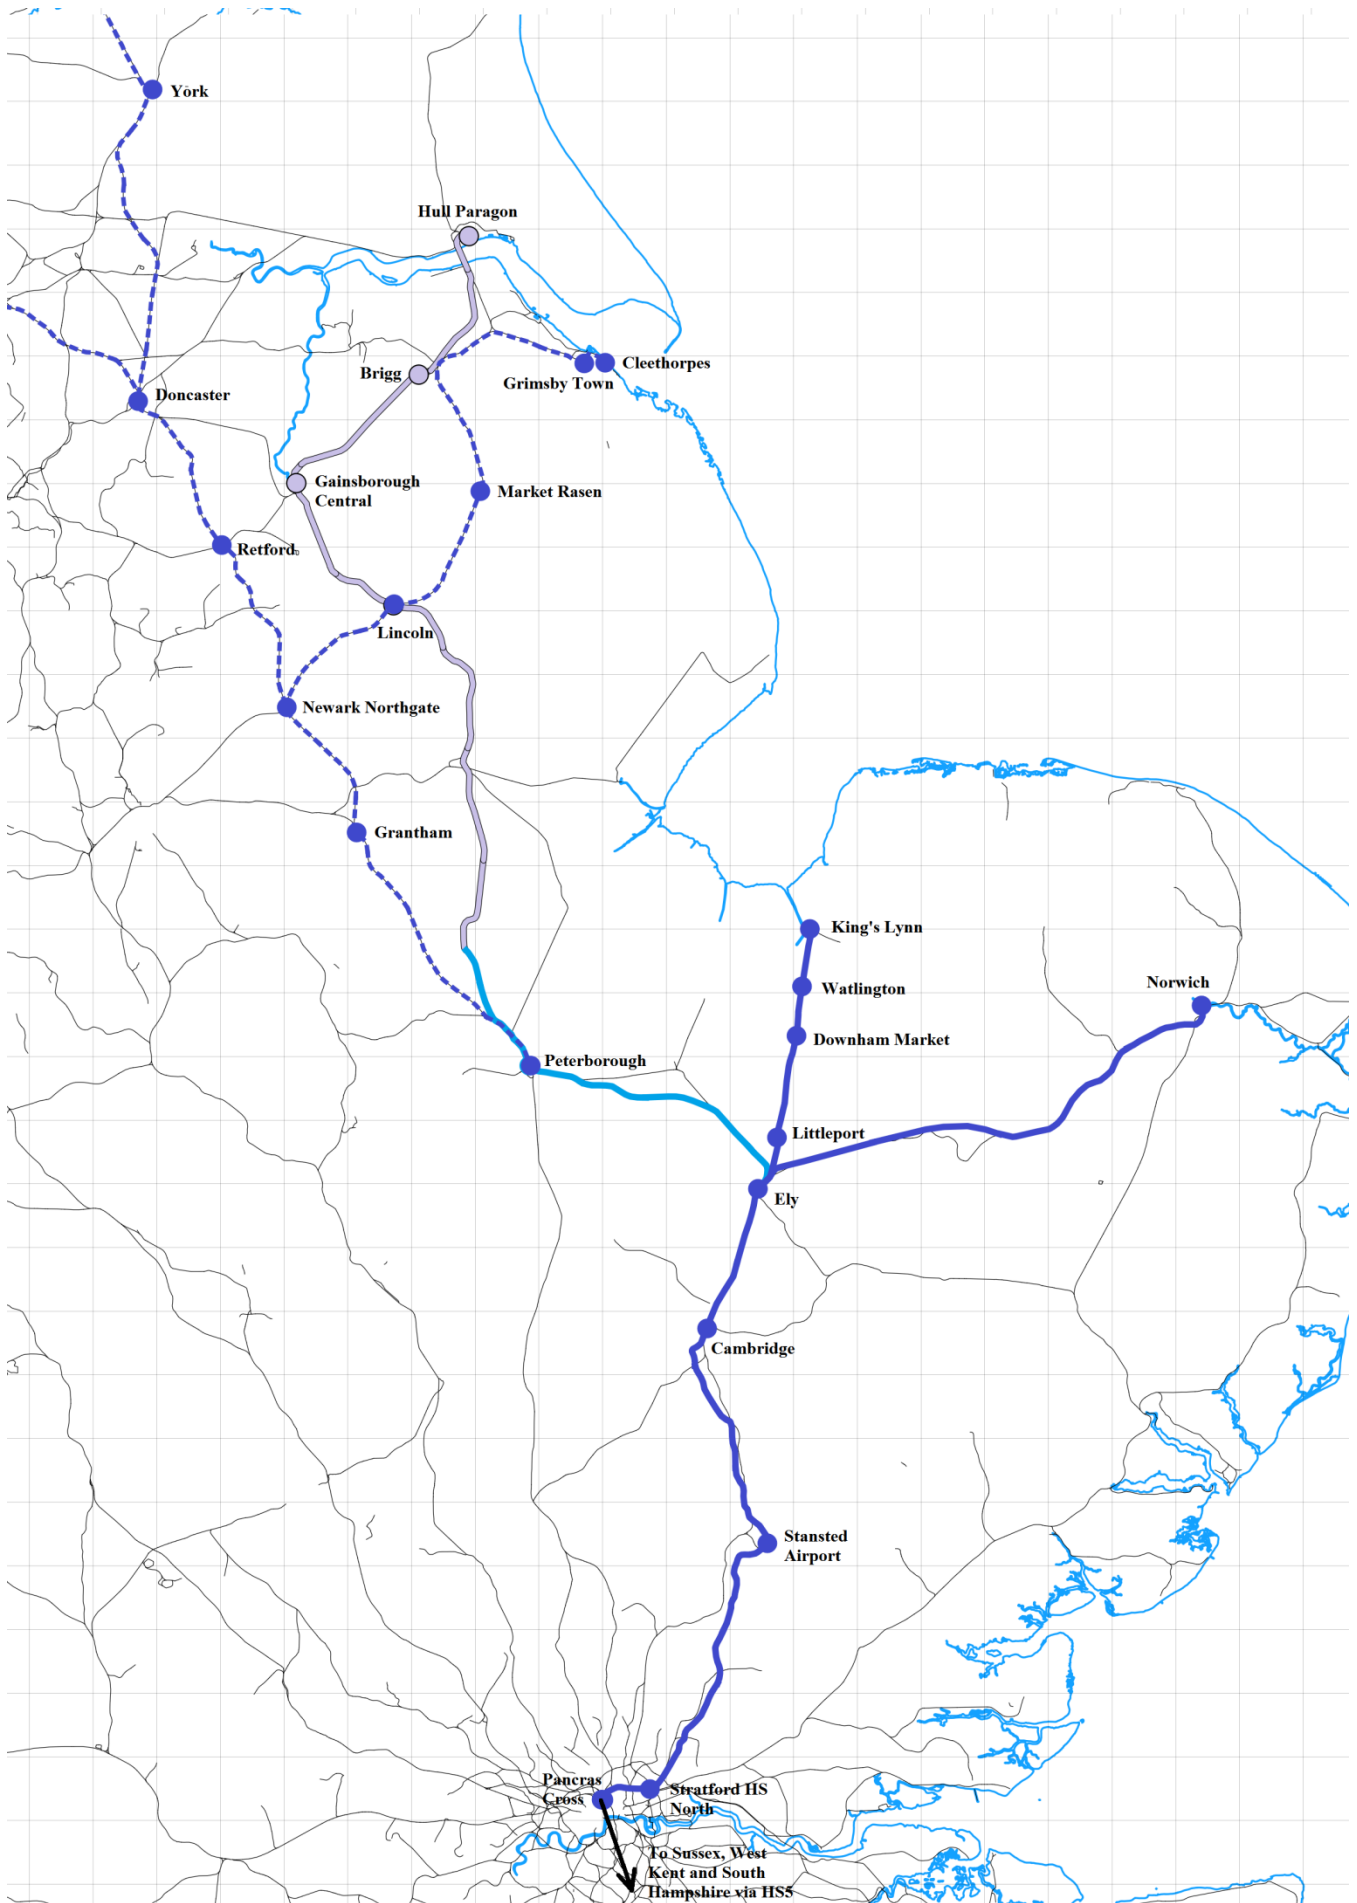 York
Hull Paragon
Cleethorpes
Grimsby Town
Brigg
Doncaster
Gainsborough
Central
Market Rasen
Retford
Lincoln
Newark Northgate
Grantham
King's Lynn
Watlington
Norwich
Downham Market
Peterborough
Littleport
Ely
Cambridge
Stansted
Airport
Pancras
Cross
Stratford HS
North
To Sussex, West
Kent and South
Hampshire via HS5